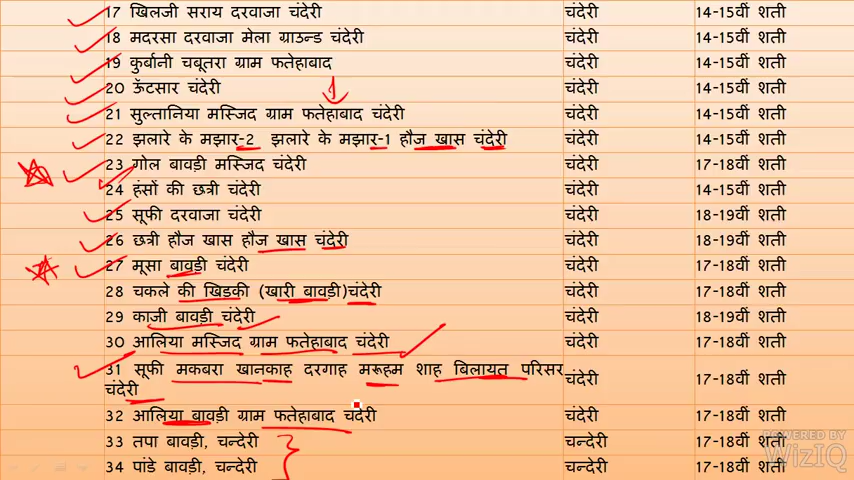 17 खिलजी सराय दरवाजा चंदेरी चंदेरी 14-15वीं शती
18 मदरसा दरवाजा मेला ग्राउन्ड चंदेरी चंदेरी 14-15वीं शती
19 कुर्बानी चबूतरा ग्राम फतेहाबाद चंदेरी 14-15वीं शती
20 ऊँटसार चंदेरी चंदेरी 14-15वीं शती
21 सुल्तानिया मस्जिद ग्राम फतेहाबाद चंदेरी चंदेरी 14-15वीं शती
22 झलारे के मझार-2 झलारे के मझार-1 हौज खास चंदेरी चंदेरी 14-15वीं शती
23 गोल बावड़ी मस्जिद चंदेरी चंदेरी 17-18वीं शती
24 हंसों की छत्री चंदेरी चंदेरी 14-15वीं शती
25 सूफी दरवाजा चंदेरी चंदेरी 18-19वीं शती
26 छत्री हौज खास हौज खास चंदेरी चंदेरी 18-19वीं शती
27 मूसा बावड़ी चंदेरी चंदेरी 17-18वीं शती
28 चकले की खिड़की (खारी बावड़ी)चंदेरी चंदेरी 17-18वीं शती
29 काजी बावड़ी चंदेरी चंदेरी 18-19वीं शती
30 आलिया मस्जिद ग्राम फतेहाबाद चंदेरी चंदेरी 17-18वीं शती
31 सूफी मकबरा खानकाह दरगाह मरूहम शाह बिलायत परिसर चंदेरी 17-18वीं शती
चंदेरी
32 आलिया बावड़ी ग्राम फतेहाबाद चंदेरी चंदेरी 17-18वीं शती
33 तपा बावड़ी, चन्देरी चन्देरी 17-18वीं शती
34 पांडे बावड़ी, चन्देरी चन्देरी 17-18वीं शती
POWERED BY
WizIQ